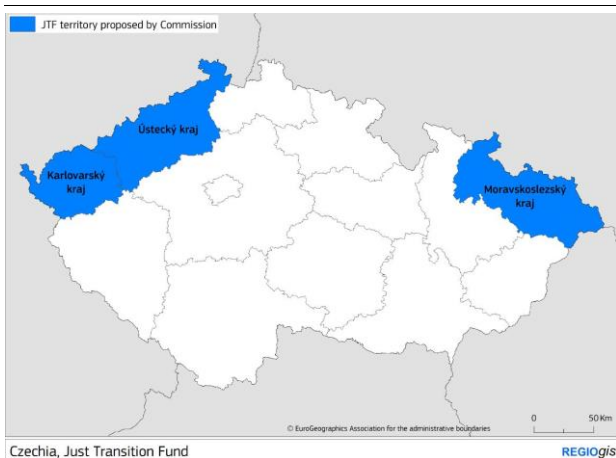 JTF territory proposed by Commission
Ústecký kraj
Karlovarský
kraj
Moravskoslezský
kraj
© EuroGeographics Association for the administrative boundaries
0 50 Km
Czechia, Just Transition Fund
REGIOgis